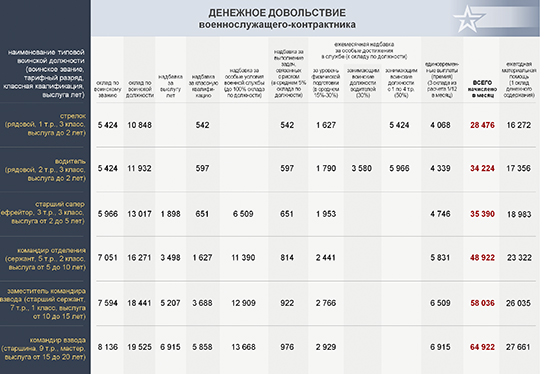 ДЕНЕЖНОЕ ДОВОЛЬСТВИЕ
военнослужащего-контрактника
наименование типовой
воинской должности
(воинское звание,
тарифный разряд,
классная квалификация,
выслуга лет)
оклад по
воинскому
званию
оклад по
воинской
должности
надбавка
за
выслугу
лет
надбавка
за классную
квалифи-
кацию
надбавка за
особые условия
военной службы
(до 100% оклада
по должности)
надбавка за
выполнение
задач,
связанных
с риском
(в среднем 5%
оклада по
должности)
ежемесячная надбавка
за особые достижения
в службе (к окладу по должности)
за уровень физической
подготовки
(в среднем
15%-30%)
занимающим
воинские
должности
водителей
(30%)
занимающим
воинские
должности
с 1 по 4 т.р.
(50%)
единовремен-
ные выплаты
(премия)
(3 оклада из
расчета 1/12
в месяц)
ВСЕГО
начислено
в месяц
ежегодная
материальная
помощь
(1 оклад
денежного
содержания)
стрелок
(рядовой, 1 т.р., 3 класс,
выслуга до 2 лет)
5 424 10 848 542 542 1 627 5 424 4 068 28 476 16 272
водитель
(рядовой, 2 т.р., 3 класс,
выслуга до 2 лет)
5 424 11 932 597 597 1 790 3 580 5 966 4 339 34 224 17 356
старший сапер
ефрейтор, 3 т.р., 3 класс,
выслуга от 2 до 5 лет)
5 966 13 017 1 898 651 6 509 651 1 953 4 746 35 390 18 983
командир отделения
(сержант, 5 т.р., 2 класс,
выслуга от 5 до 10 лет)
7 051 16 271 3 498 1 627 11 390 814 2 441 5 831 48 922 23 322
заместитель командира
взвода (старший сержант,
7 т.р., 1 класс, выслуга
от 10 до 15 лет)
7 594 18 441 5 207 3 688 12 909 922 2 766 6 509 58 036 26 035
командир взвода
(старшина, 9 т.р., мастер,
выслуга от 15 до 20 лет)
8 136 19 525 6 915 5 858 13 668 976 2 929 6 915 64 922 27 661